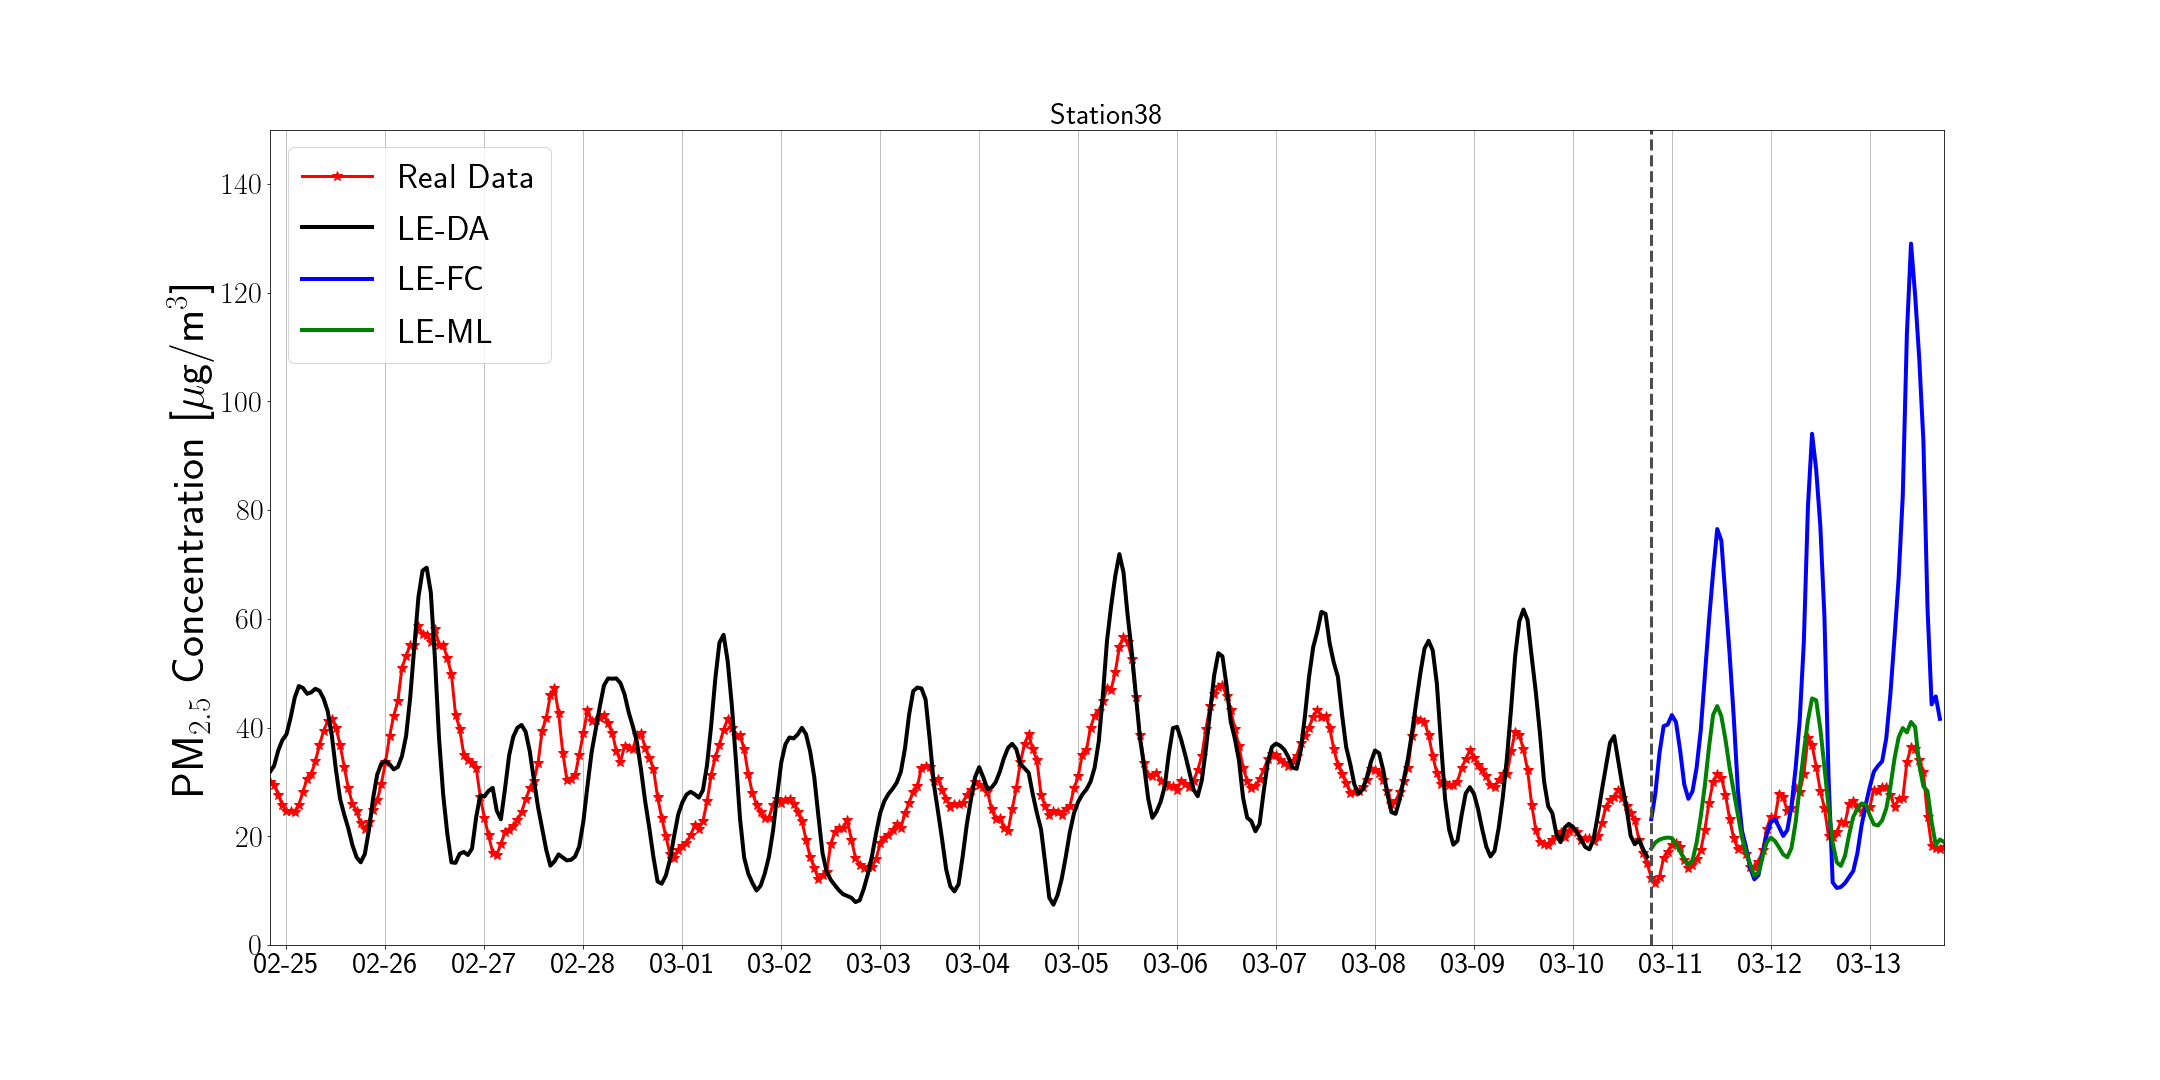 Station38
Real Data
LE-DA
LE-FC
LE-ML
PM2.5 Concentration [μg/m³]
140
120
100
80
60
40
20
0
02-25 02-26 02-27 02-28 03-01 03-02 03-03 03-04 03-05 03-06 03-07 03-08 03-09 03-10 03-11 03-12 03-13